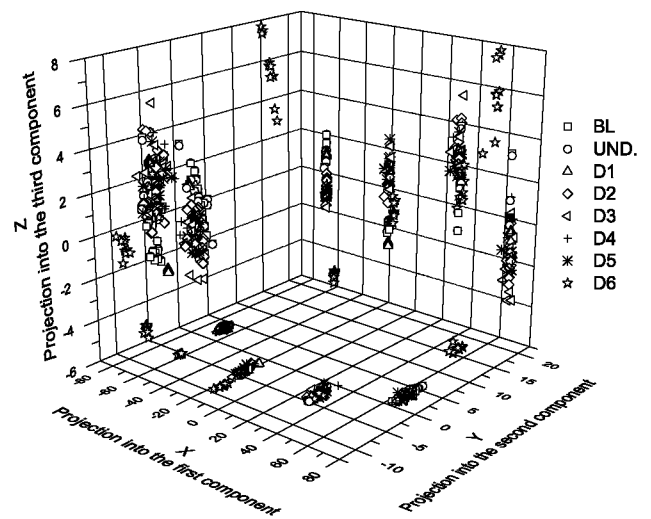 8
6
4
2
0
-2
-4
-6
Z
Projection into the third component
-80
-60
-40
-20
0
20
40
60
80
X
Projection into the first component
-10
-5
0
5
10
15
20
Y
Projection into the second component
BL
UND.
D1
D2
D3
D4
D5
D6